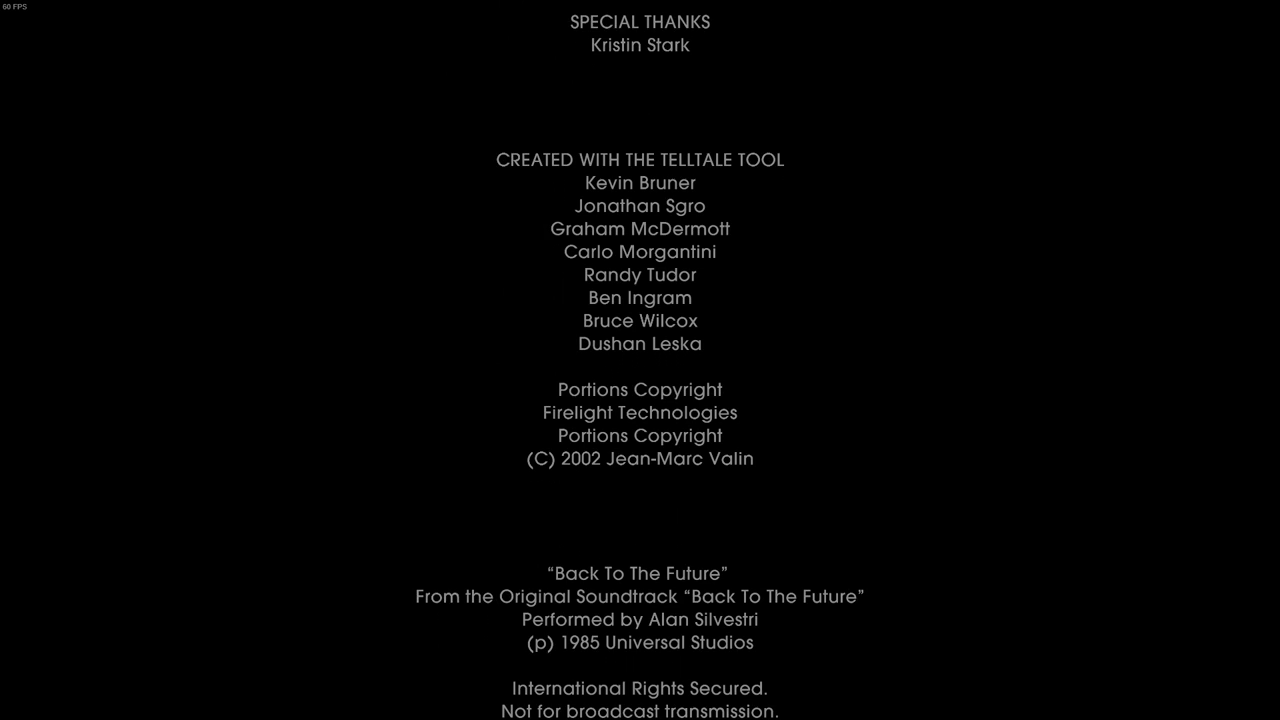 60 FPS
SPECIAL THANKS
Kristin Stark
CREATED WITH THE TELLTALE TOOL
Kevin Bruner
Jonathan Sgro
Graham McDermott
Carlo Morgantini
Randy Tudor
Ben Ingram
Bruce Wilcox
Dushan Leska
Portions Copyright
Firelight Technologies
Portions Copyright
(C) 2002 Jean-Marc Valin
“Back To The Future”
From the Original Soundtrack “Back To The Future”
Performed by Alan Silvestri
(p) 1985 Universal Studios
International Rights Secured.
Not for broadcast transmission.